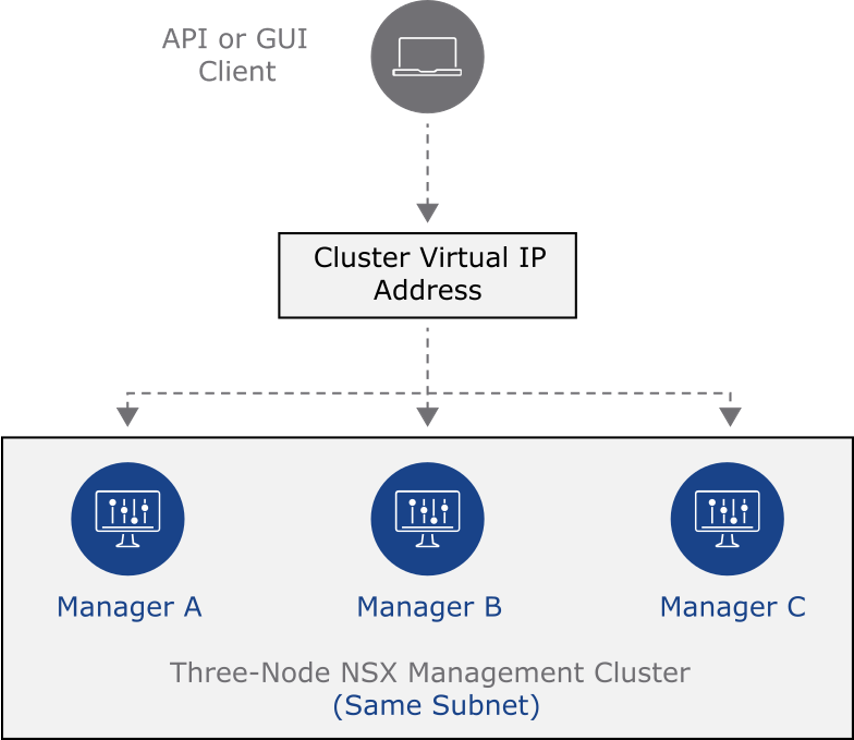 API or GUI
Client
Cluster Virtual IP
Address
Manager A
Manager B
Manager C
Three-Node NSX Management Cluster
(Same Subnet)